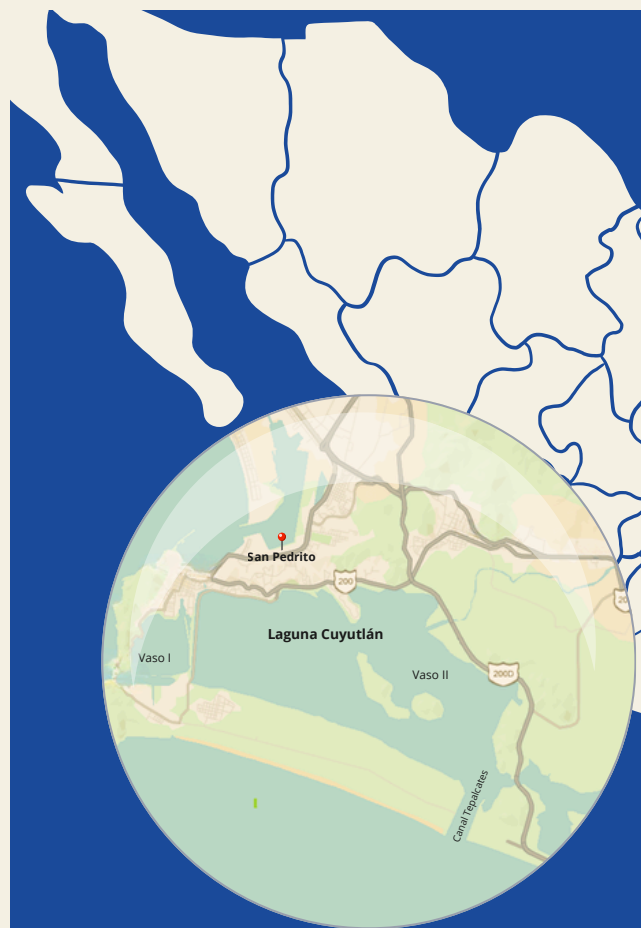 San Pedrito
200
Laguna Cuyutlán
Vaso I
Vaso II
200D
Canal Tepalcates